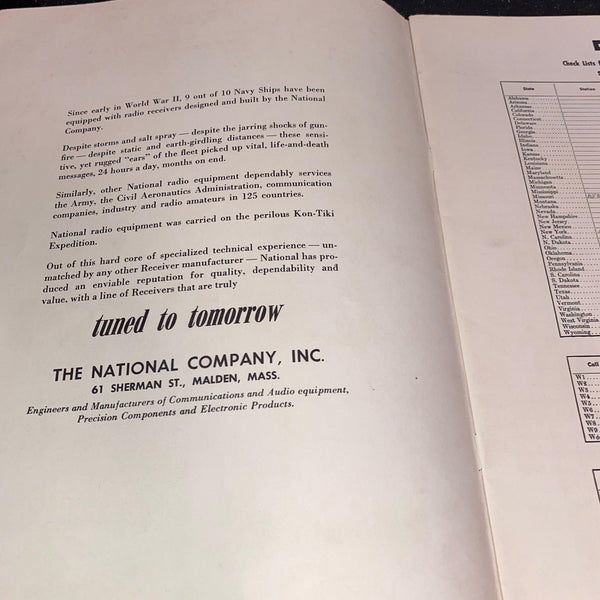 Since early in World War II, 9 out of 10 Navy Ships have been
equipped with radio receivers designed and built by the National
Company.
Despite storms and salt spray — despite the jarring shocks of gun-
fire — despite static and earth-girdling distances — these sensi-
tive, yet rugged "ears" of the fleet picked up vital, life-and-death
messages, 24 hours a day, months on end.
Similarly, other National radio equipment dependably services
the Army, the Civil Aeronautics Administration, communication
companies, industry and radio amateurs in 125 countries.
National radio equipment was carried on the perilous Kon-Tiki
Expedition.
Out of this hard core of specialized technical experience — un-
matched by any other Receiver manufacturer — National has pro-
duced an enviable reputation for quality, dependability and
value, with a line of Receivers that are truly
tuned to tomorrow
THE NATIONAL COMPANY, INC.
61 SHERMAN ST., MALDEN, MASS.
Engineers and Manufacturers of Communications and Audio equipment,
Precision Components and Electronic Products.
Check Lists
State Station
Alabama
Arizona
Arkansas
California
Colorado
Connecticut
Delaware
Florida
Georgia
Idaho
Illinois
Indiana
Iowa
Kansas
Kentucky
Louisiana
Maine
Maryland
Massachusetts
Michigan
Minnesota
Mississippi
Missouri
Montana
Nebraska
Nevada
New Hampshire
New Jersey
New Mexico
New York
N. Carolina
N. Dakota
Ohio
Oklahoma
Oregon
Pennsylvania
Rhode Island
S. Carolina
S. Dakota
Tennessee
Texas
Utah
Vermont
Virginia
Washington
West Virginia
Wisconsin
Wyoming
Call
W1
W2
W3
W4
W5
W6
W7
W8
W9